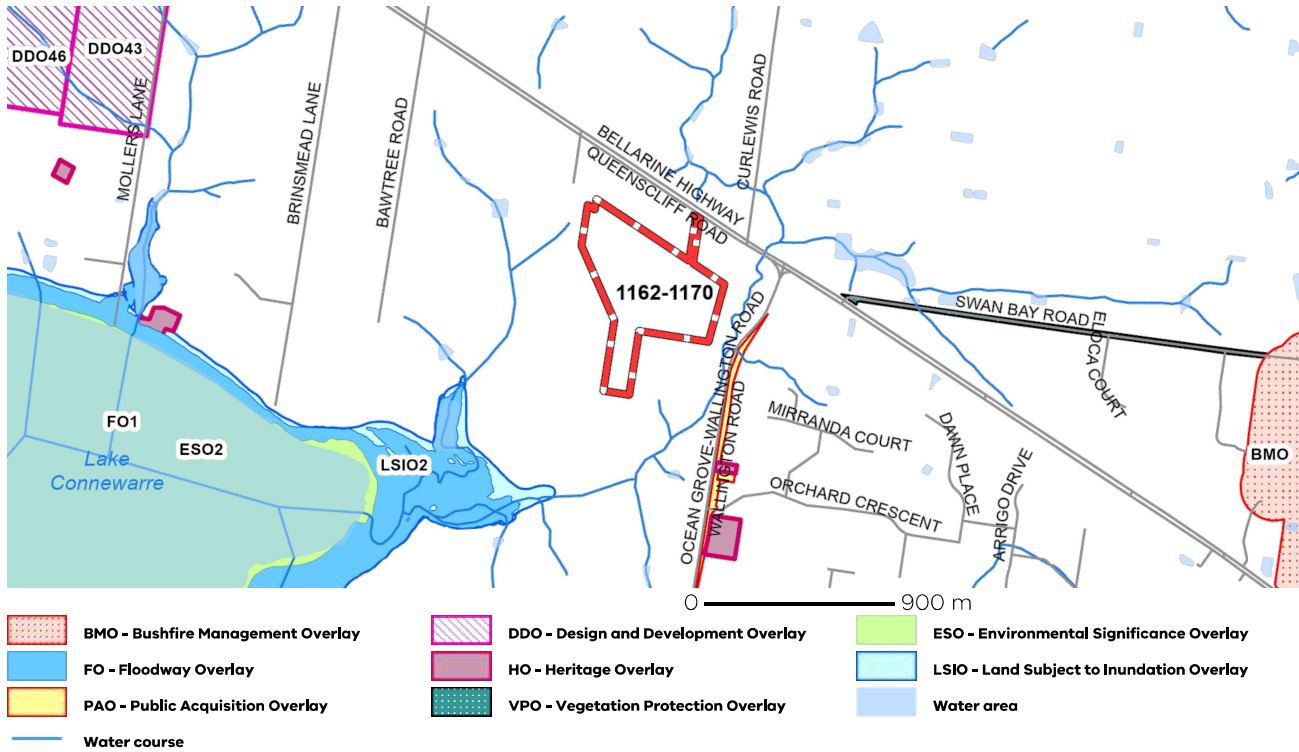 DDO46
DDO43
MOLLERS LANE
BRINSMEAD LANE
BAWTREE ROAD
BELLARINE HIGHWAY
QUEENSCLIFF ROAD
CURLEWIS ROAD
1162-1170
SWAN BAY ROAD
ELOCA COURT
OCEAN GROVE-WALLINGTON ROAD
WALLINGTON ROAD
MIRRANDA COURT
DAWN PLACE
ORCHARD CRESCENT
ARRIGO DRIVE
BMO
FO1
ESO2
LSIO2
Lake
Connewarre
0 900 m
BMO - Bushfire Management Overlay
DDO - Design and Development Overlay
ESO - Environmental Significance Overlay
FO - Floodway Overlay
HO - Heritage Overlay
LSIO - Land Subject to Inundation Overlay
PAO - Public Acquisition Overlay
VPO - Vegetation Protection Overlay
Water area
Water course